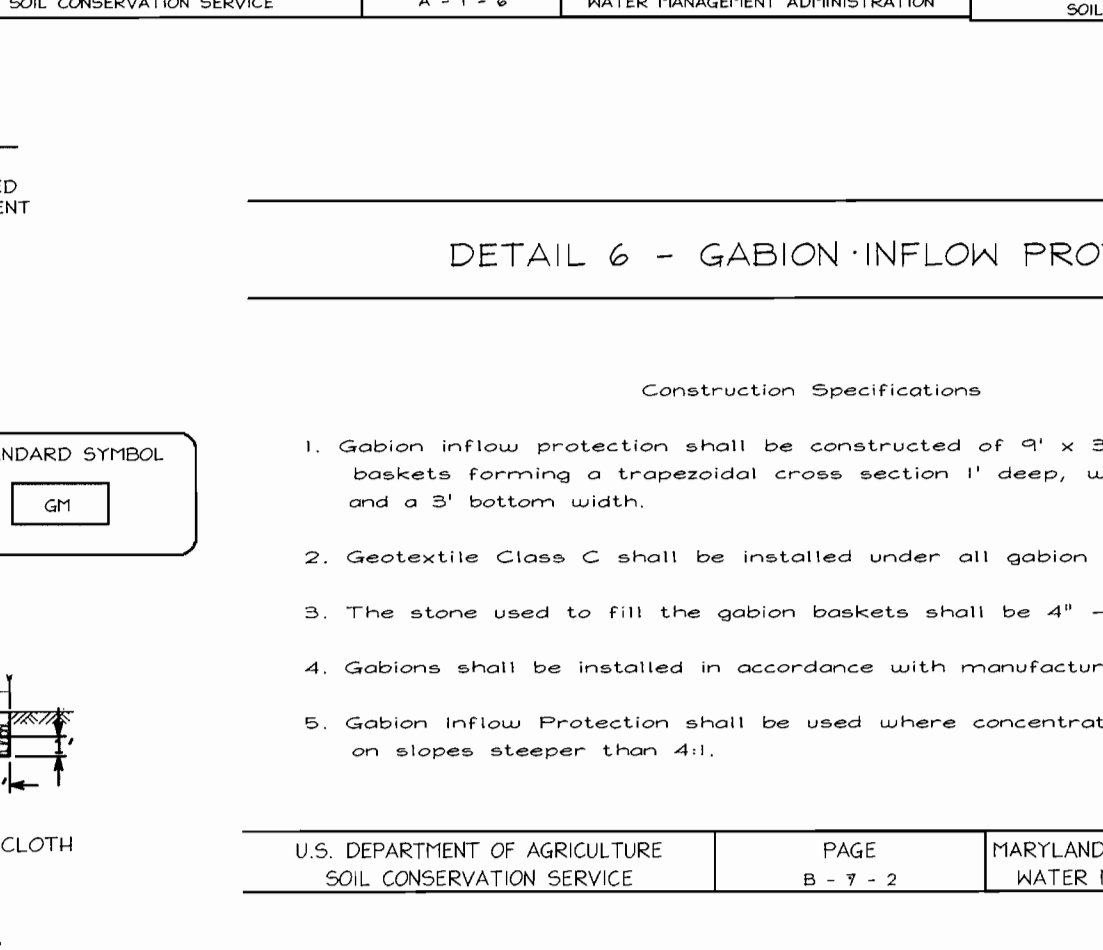 SOIL CONSERVATION SERVICE
A - 1 - 6
WATER MANAGEMENT ADMINISTRATION
SOIL
ED
ENT
DETAIL 6 - GABION·INFLOW PRO
Construction Specifications
1. Gabion inflow protection shall be constructed of 9' x 3
baskets forming a trapezoidal cross section 1' deep, w
and a 3' bottom width.
NDARD SYMBOL
GM
2. Geotextile Class C shall be installed under all gabion
3. The stone used to fill the gabion baskets shall be 4" -
4. Gabions shall be installed in accordance with manufactur
5. Gabion Inflow Protection shall be used where concentrat
on slopes steeper than 4:1.
1'
CLOTH
U.S. DEPARTMENT OF AGRICULTURE
SOIL CONSERVATION SERVICE
PAGE
B - 7 - 2
MARYLAND
WATER